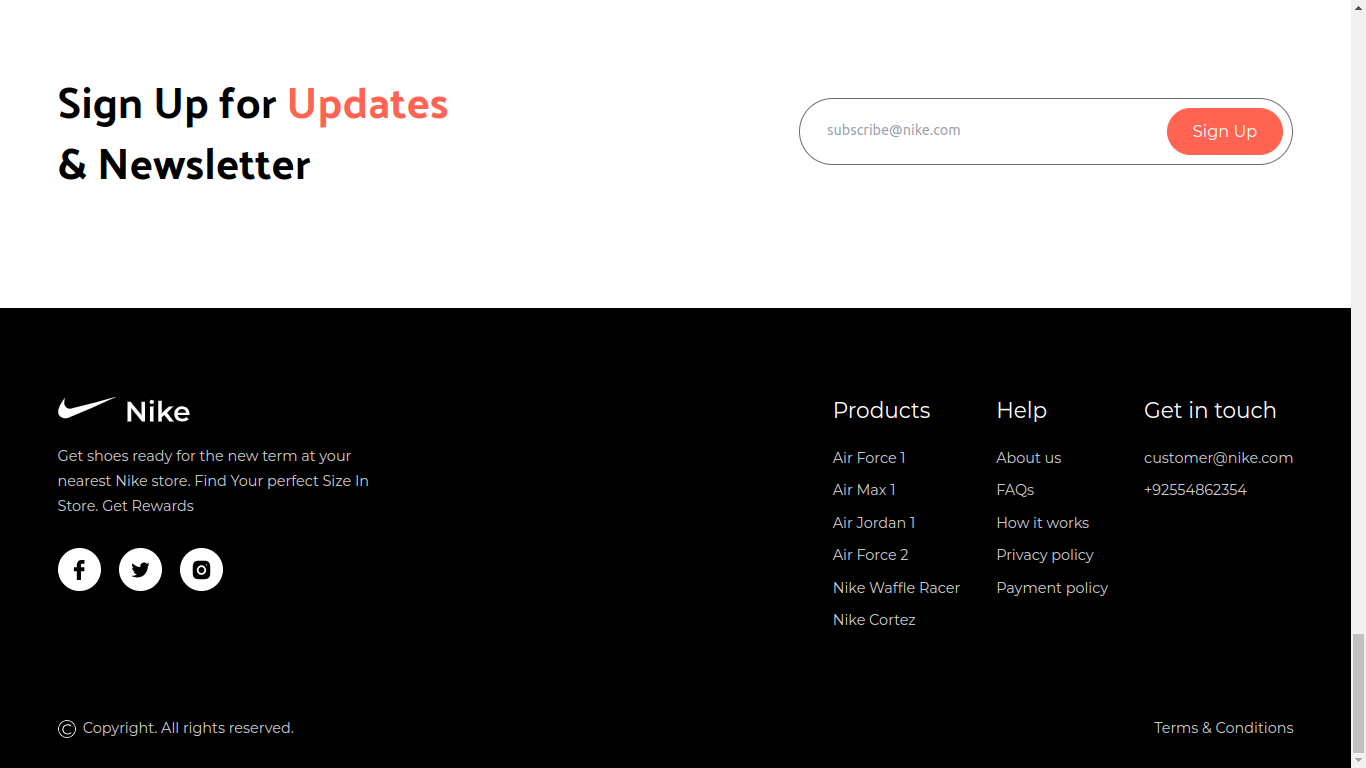 Sign Up for Updates
& Newsletter
subscribe@nike.com
Sign Up
Nike
Get shoes ready for the new term at your
nearest Nike store. Find Your perfect Size In
Store. Get Rewards
Products
Air Force 1
Air Max 1
Air Jordan 1
Air Force 2
Nike Waffle Racer
Nike Cortez
Help
About us
FAQs
How it works
Privacy policy
Payment policy
Get in touch
customer@nike.com
+92554862354
© Copyright. All rights reserved.
Terms & Conditions